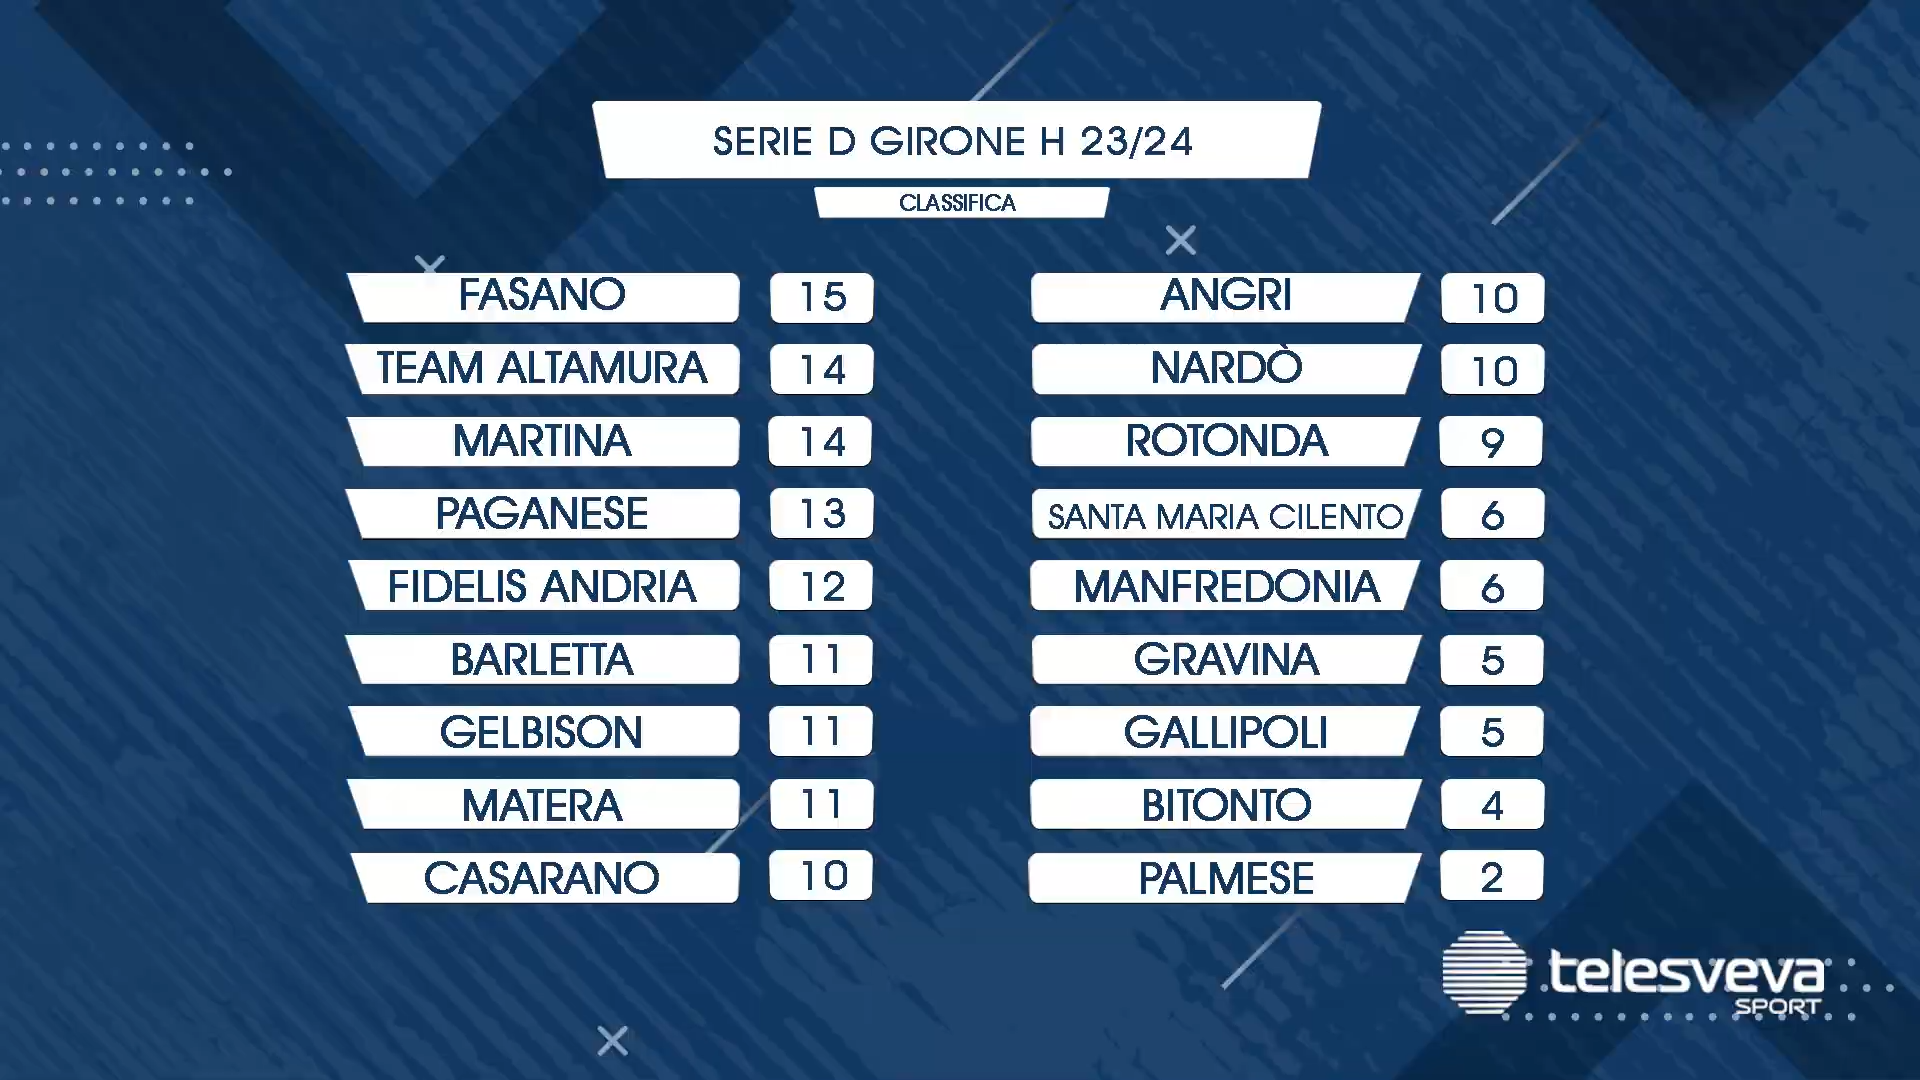 SERIE D GIRONE H 23/24
CLASSIFICA
FASANO 15
TEAM ALTAMURA 14
MARTINA 14
PAGANESE 13
FIDELIS ANDRIA 12
BARLETTA 11
GELBISON 11
MATERA 11
CASARANO 10
ANGRI 10
NARDÒ 10
ROTONDA 9
SANTA MARIA CILENTO 6
MANFREDONIA 6
GRAVINA 5
GALLIPOLI 5
BITONTO 4
PALMESE 2
telesveva
SPORT